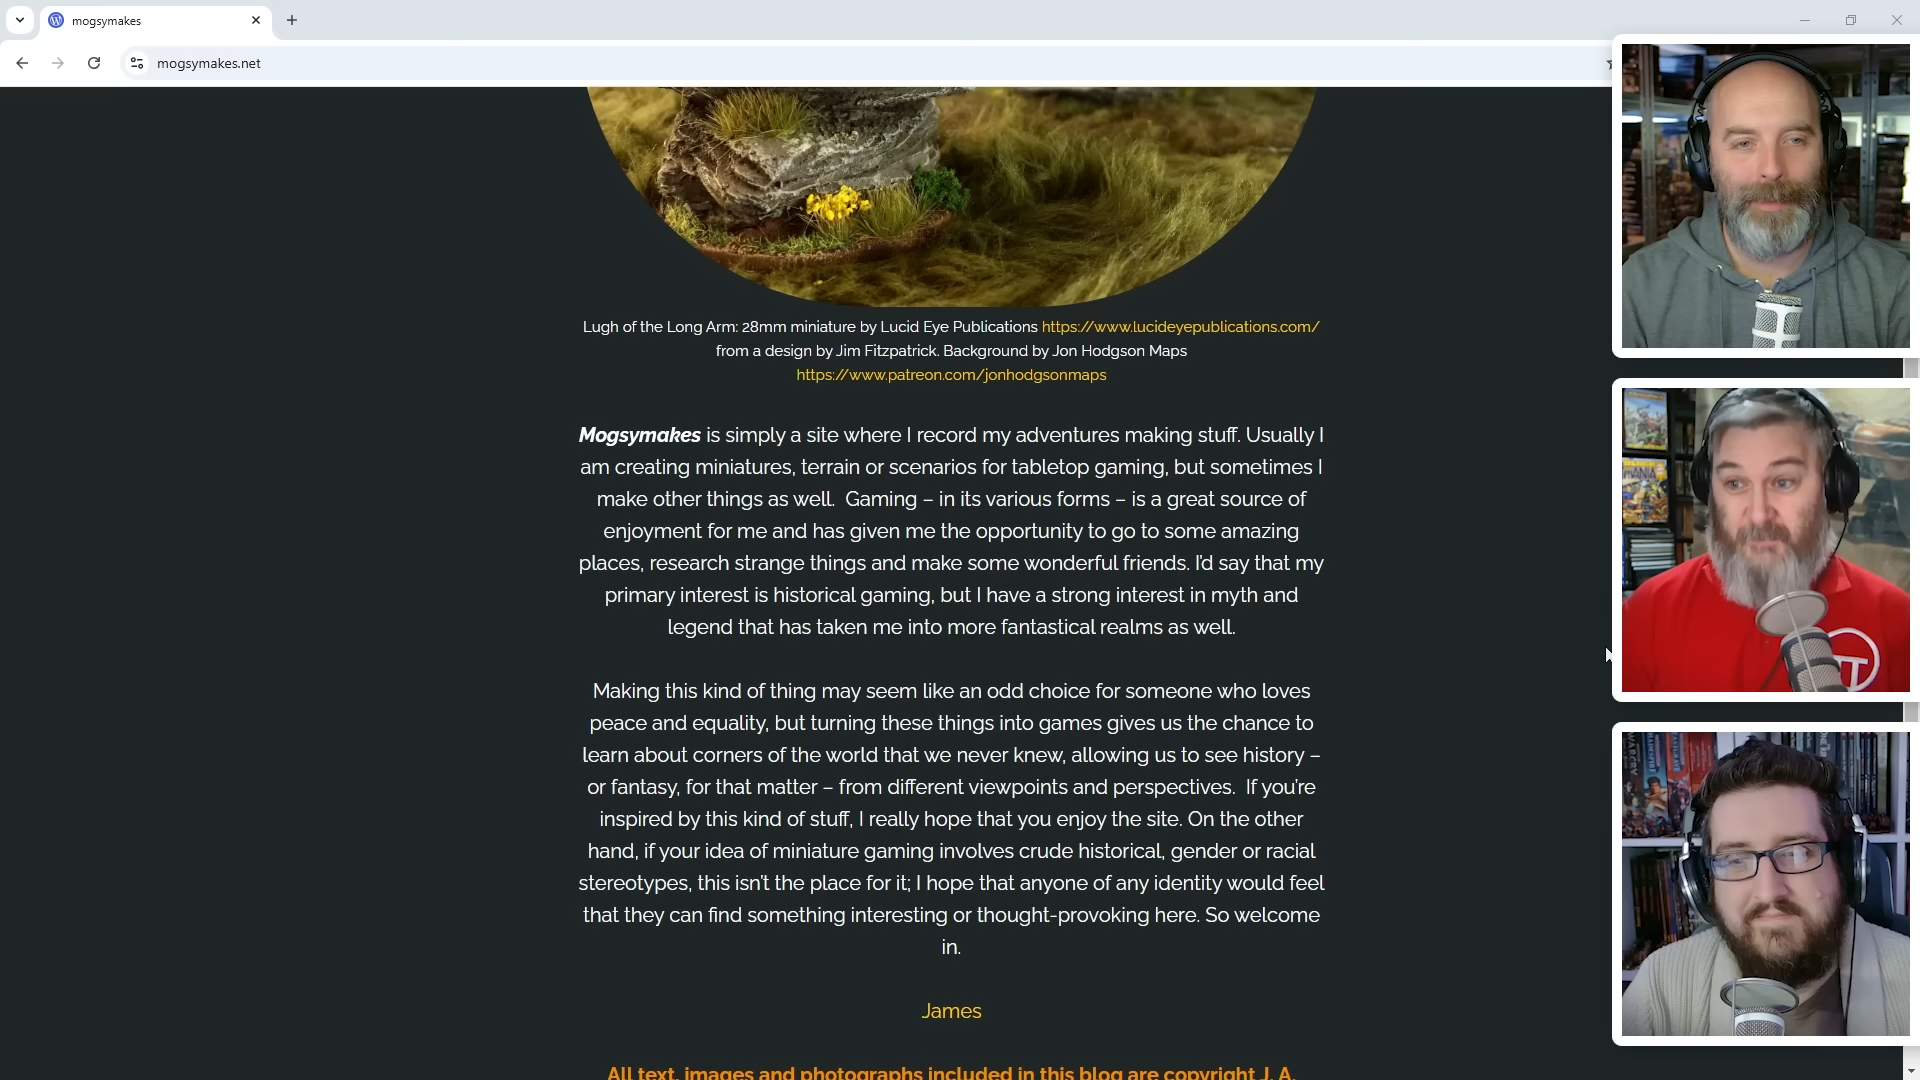 mogsymakes
mogsymakes.net
Lugh of the Long Arm: 28mm miniature by Lucid Eye Publications https://www.lucideyepublications.com/
from a design by Jim Fitzpatrick. Background by Jon Hodgson Maps
https://www.patreon.com/jonhodgsonmaps
Mogsymakes is simply a site where I record my adventures making stuff. Usually I
am creating miniatures, terrain or scenarios for tabletop gaming, but sometimes I
make other things as well.  Gaming – in its various forms – is a great source of
enjoyment for me and has given me the opportunity to go to some amazing
places, research strange things and make some wonderful friends. I’d say that my
primary interest is historical gaming, but I have a strong interest in myth and
legend that has taken me into more fantastical realms as well.
Making this kind of thing may seem like an odd choice for someone who loves
peace and equality, but turning these things into games gives us the chance to
learn about corners of the world that we never knew, allowing us to see history –
or fantasy, for that matter – from different viewpoints and perspectives.  If you’re
inspired by this kind of stuff, I really hope that you enjoy the site. On the other
hand, if your idea of miniature gaming involves crude historical, gender or racial
stereotypes, this isn’t the place for it; I hope that anyone of any identity would feel
that they can find something interesting or thought-provoking here. So welcome
in.
James
All text, images and photographs included in this blog are copyright J. A.